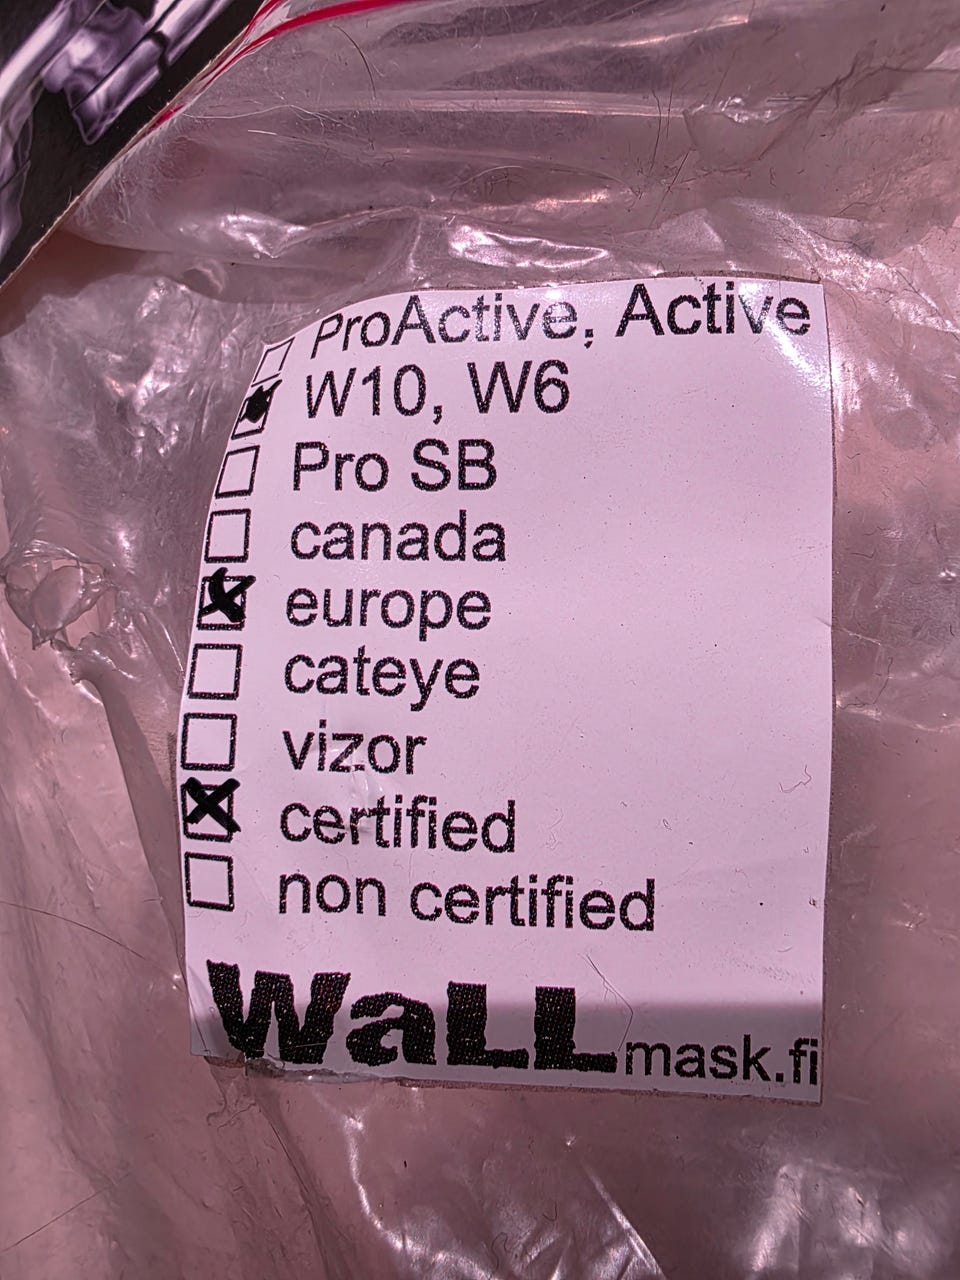 ProActive, Active
W10, W6
Pro SB
canada
europe
cateye
vizor
certified
non certified
WaLL mask.fi